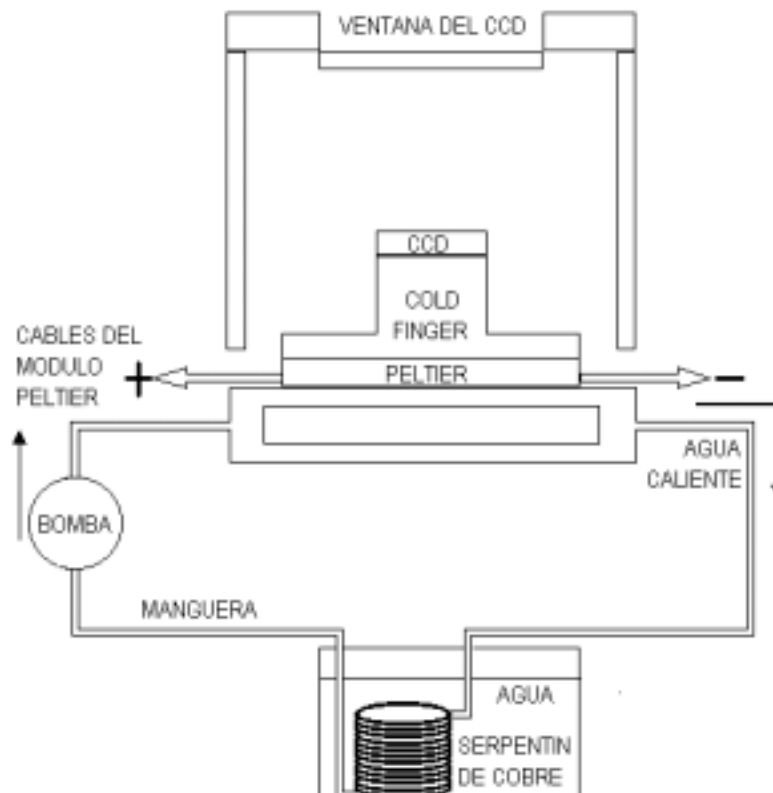 VENTANA DEL CCD
CCD
COLD
FINGER
CABLES DEL
MODULO
PELTIER
+
PELTIER
−
AGUA
CALIENTE
BOMBA
MANGUERA
AGUA
SERPENTIN
DE COBRE